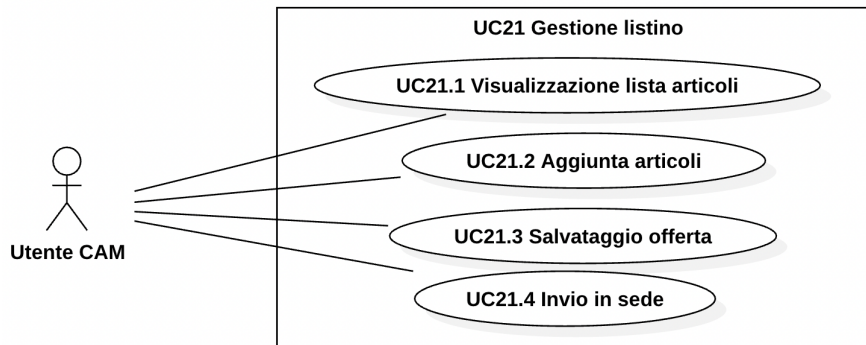 UC21 Gestione listino
UC21.1 Visualizzazione lista articoli
UC21.2 Aggiunta articoli
UC21.3 Salvataggio offerta
UC21.4 Invio in sede
Utente CAM